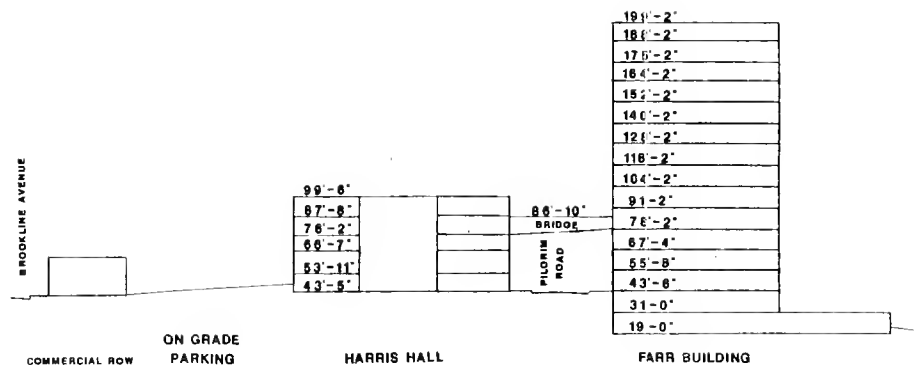 BROOKLINE AVENUE
COMMERCIAL ROW
ON GRADE
PARKING
99'-6"
87'-8"
76'-2"
66'-7"
53'-11"
43'-5"
HARRIS HALL
86'-10"
BRIDGE
PILGRIM
ROAD
199'-2"
188'-2"
176'-2"
164'-2"
152'-2"
140'-2"
128'-2"
116'-2"
104'-2"
91-2"
78'-2"
67'-4"
55'-8"
43'-6"
31-0"
19-0"
FARR BUILDING